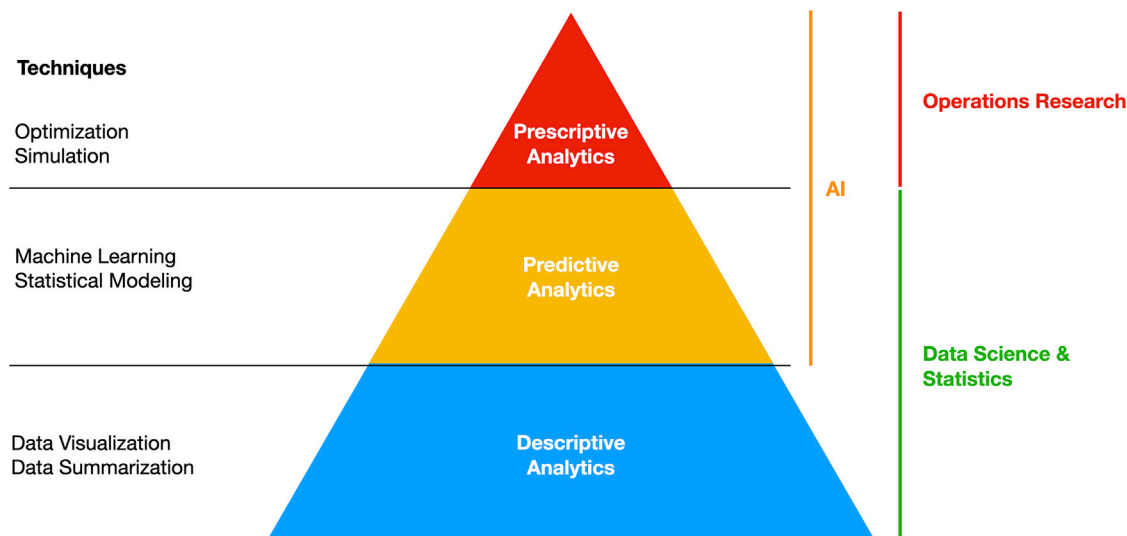 Techniques
Optimization
Simulation
Prescriptive
Analytics
Operations Research
AI
Machine Learning
Statistical Modeling
Predictive
Analytics
Data Science &
Statistics
Data Visualization
Data Summarization
Descriptive
Analytics